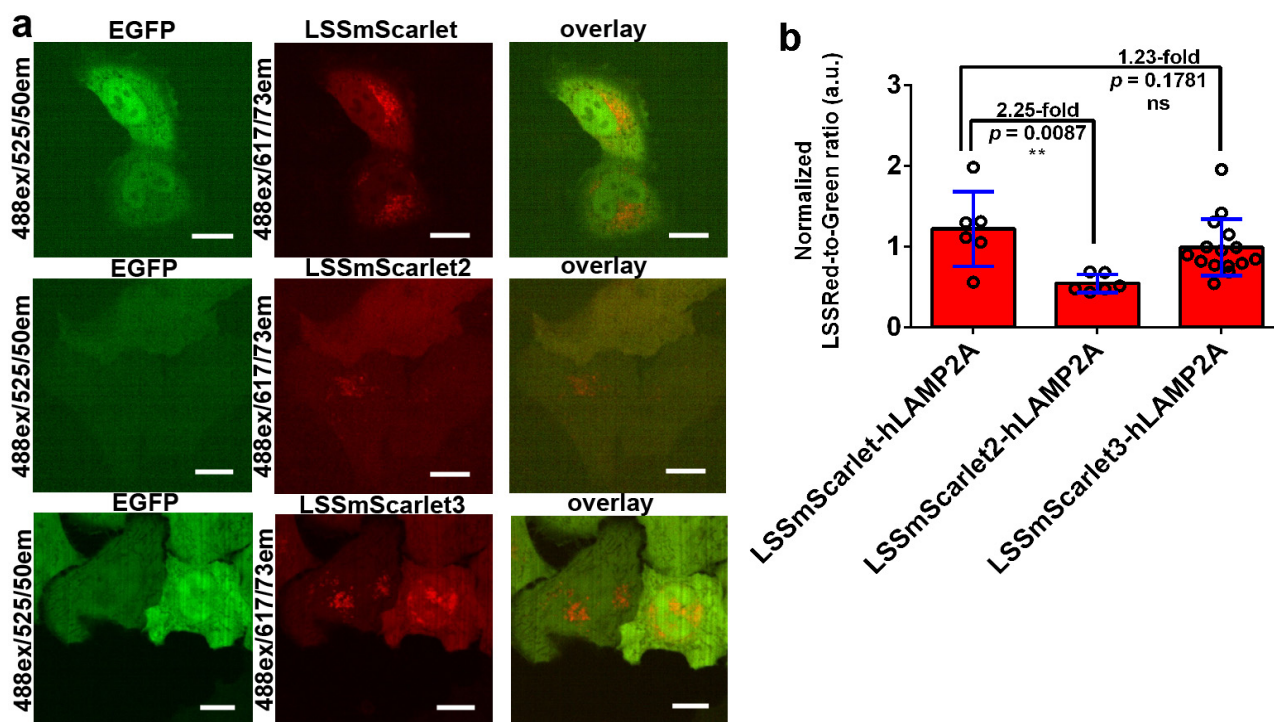 a
EGFP
LSSmScarlet
overlay
488ex/525/50em
488ex/617/73em
EGFP
LSSmScarlet2
overlay
488ex/525/50em
488ex/617/73em
EGFP
LSSmScarlet3
overlay
488ex/525/50em
488ex/617/73em
b
Normalized
LSSRed-to-Green ratio (a.u.)
3
2
1
0
1.23-fold
p = 0.1781
ns
2.25-fold
p = 0.0087
**
LSSmScarlet-hLAMP2A
LSSmScarlet2-hLAMP2A
LSSmScarlet3-hLAMP2A